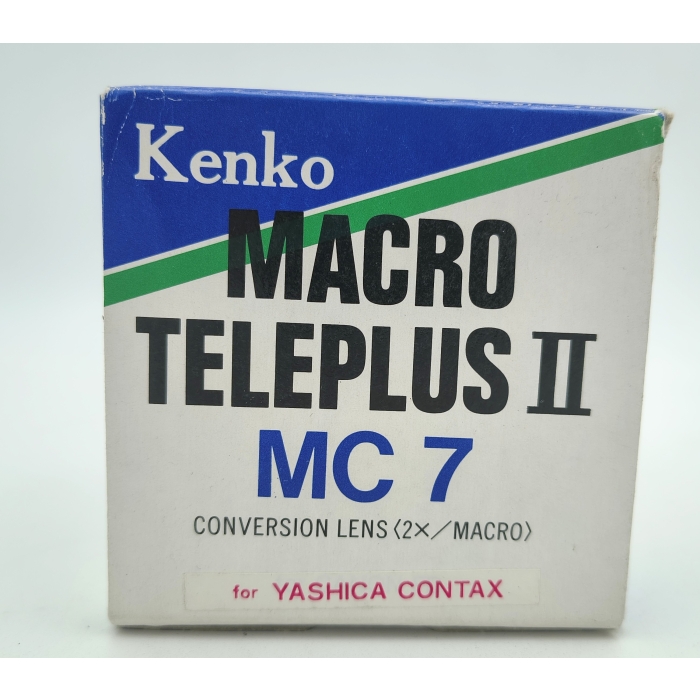 Kenko
MACRO
TELEPLUS II
MC 7
CONVERSION LENS〈2×／MACRO〉
for YASHICA CONTAX